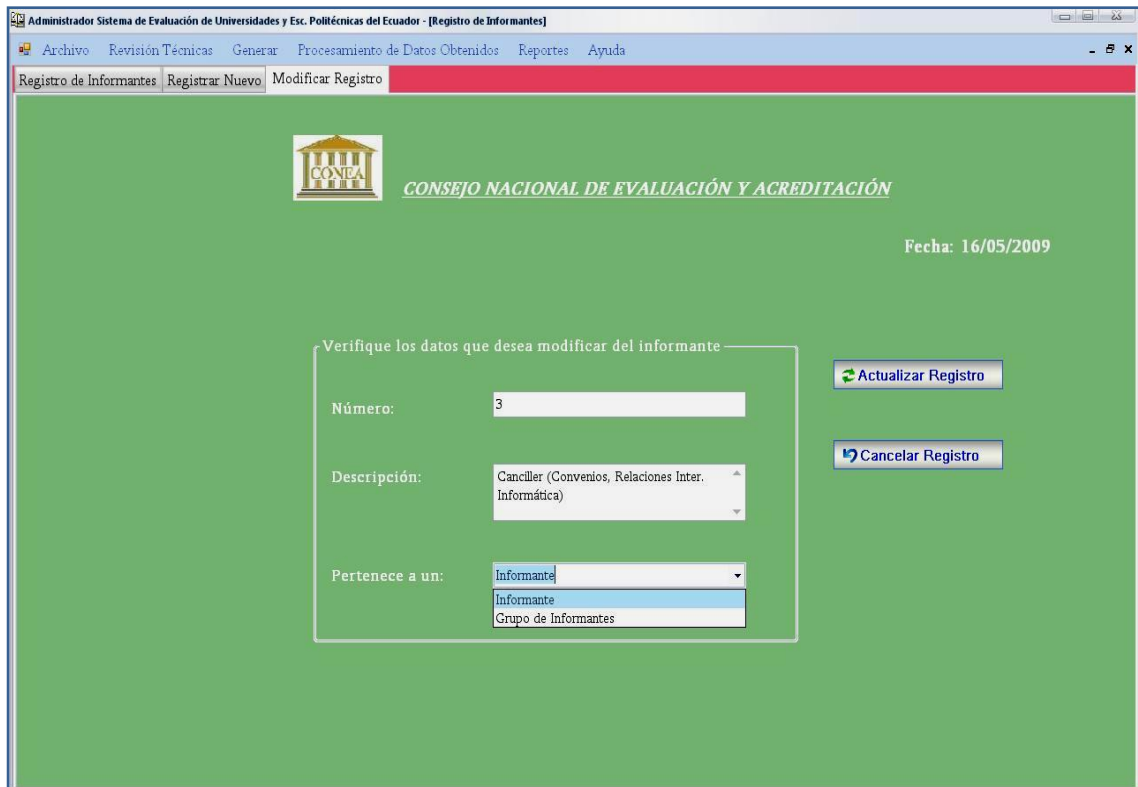 Administrador Sistema de Evaluación de Universidades y Esc. Politécnicas del Ecuador - [Registro de Informantes]
Archivo Revisión Técnicas Generar Procesamiento de Datos Obtenidos Reportes Ayuda
Registro de Informantes Registrar Nuevo Modificar Registro
CONEA
CONSEJO NACIONAL DE EVALUACIÓN Y ACREDITACIÓN
Fecha: 16/05/2009
Verifique los datos que desea modificar del informante
Número: 3
Actualizar Registro
Descripción: Canciller (Convenios, Relaciones Inter.
Informática)
Cancelar Registro
Pertenece a un: Informante
Informante
Grupo de Informantes